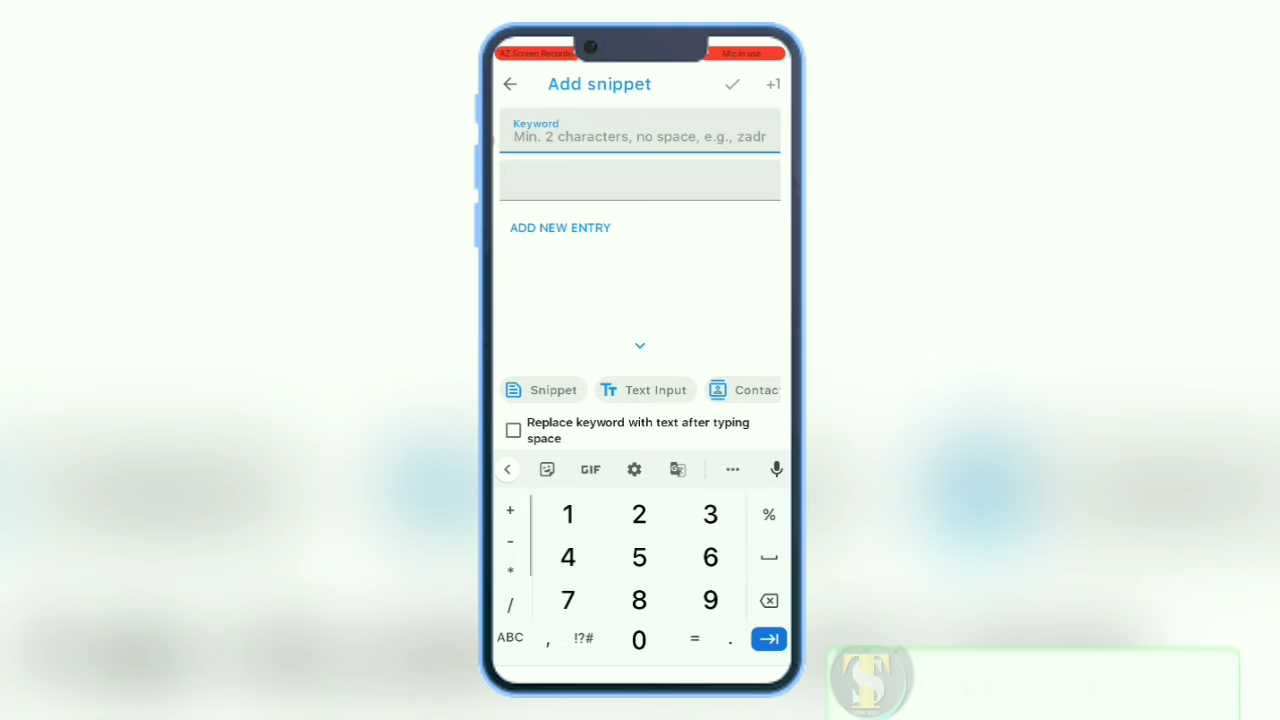 AZ Screen Recorde
Mic in use
Add snippet
+1
Keyword
Min. 2 characters, no space, e.g., zadr
ADD NEW ENTRY
Snippet
Text Input
Contac
Replace keyword with text after typing
space
GIF
+ 1 2 3 %
- 4 5 6
*
/ 7 8 9
ABC , !?# 0 = .